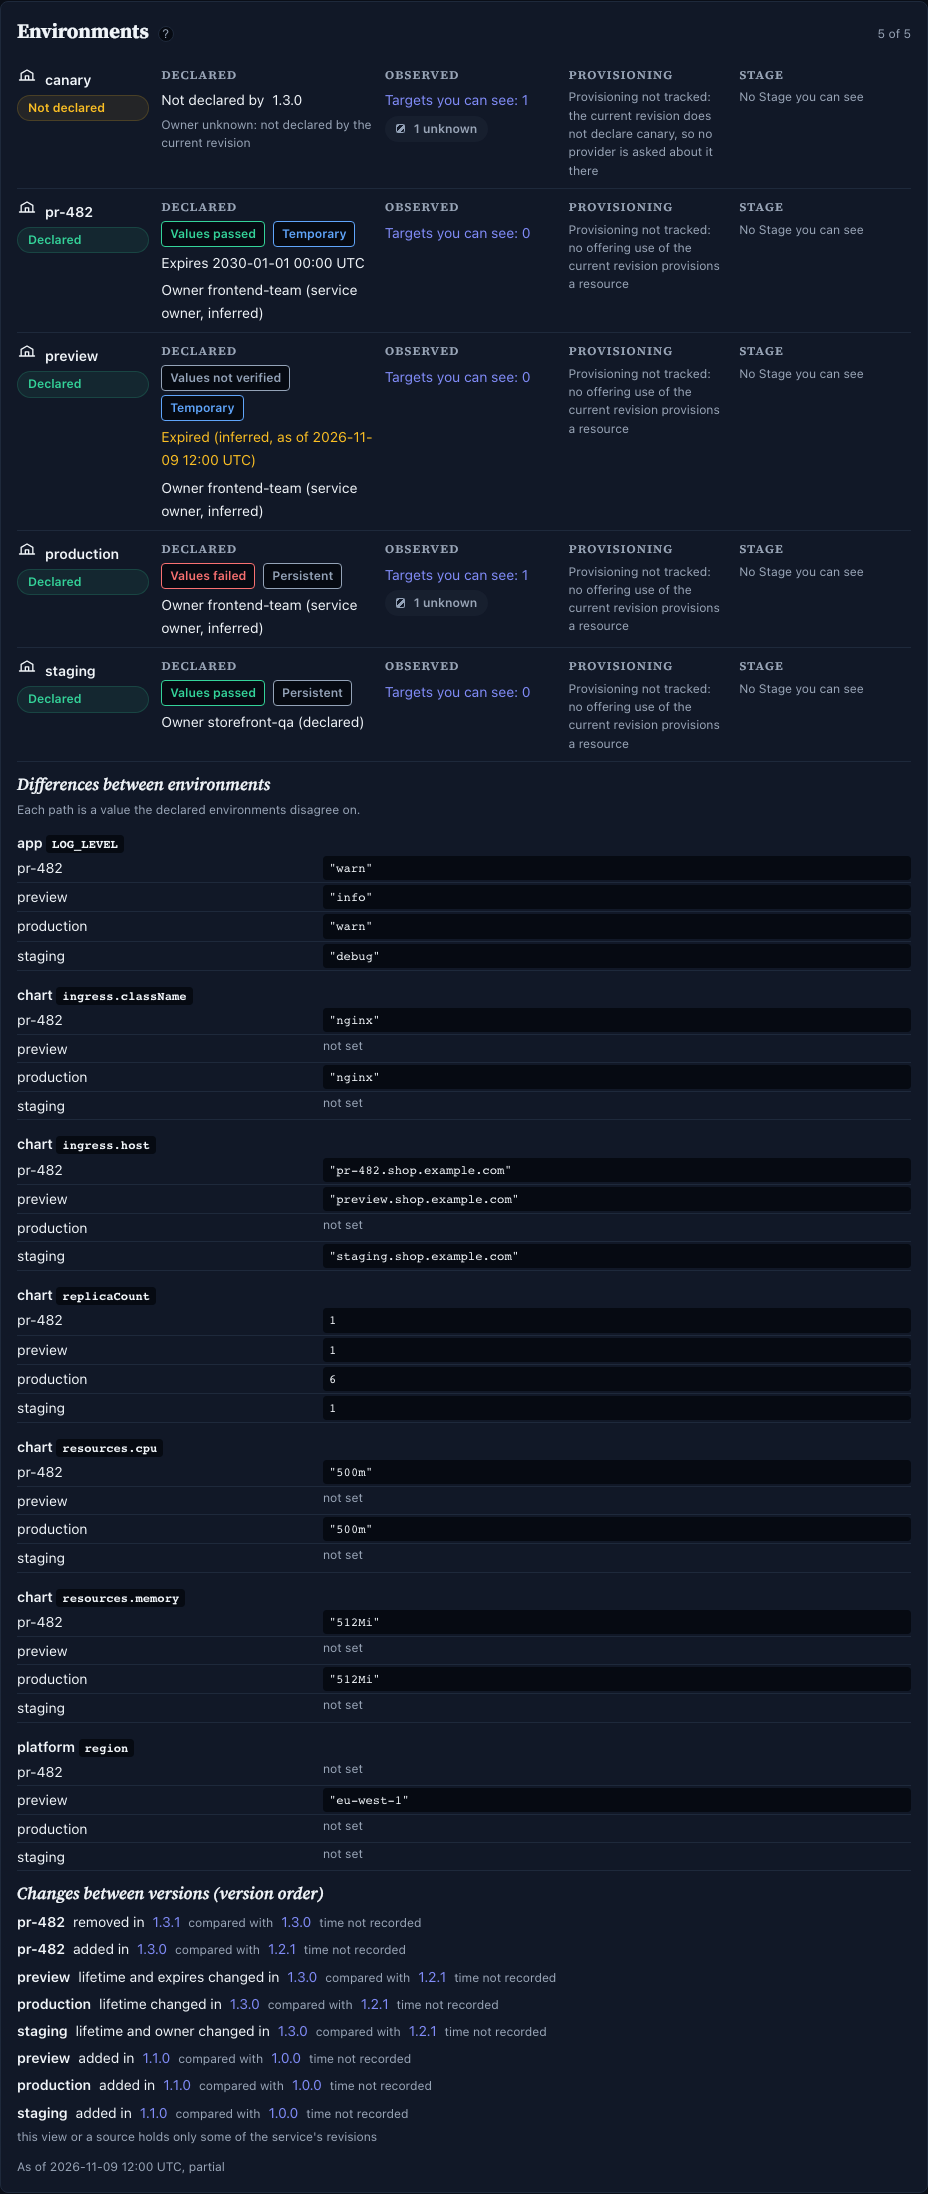 Environments ?
5 of 5
canary
Not declared
DECLARED
Not declared by 1.3.0
Owner unknown: not declared by the
current revision
OBSERVED
Targets you can see: 1
1 unknown
PROVISIONING
Provisioning not tracked:
the current revision does
not declare canary, so no
provider is asked about it
there
STAGE
No Stage you can see
pr-482
Declared
DECLARED
Values passed Temporary
Expires 2030-01-01 00:00 UTC
Owner frontend-team (service
owner, inferred)
OBSERVED
Targets you can see: 0
PROVISIONING
Provisioning not tracked:
no offering use of the
current revision provisions
a resource
STAGE
No Stage you can see
preview
Declared
DECLARED
Values not verified
Temporary
Expired (inferred, as of 2026-11-
09 12:00 UTC)
Owner frontend-team (service
owner, inferred)
OBSERVED
Targets you can see: 0
PROVISIONING
Provisioning not tracked:
no offering use of the
current revision provisions
a resource
STAGE
No Stage you can see
production
Declared
DECLARED
Values failed Persistent
Owner frontend-team (service
owner, inferred)
OBSERVED
Targets you can see: 1
1 unknown
PROVISIONING
Provisioning not tracked:
no offering use of the
current revision provisions
a resource
STAGE
No Stage you can see
staging
Declared
DECLARED
Values passed Persistent
Owner storefront-qa (declared)
OBSERVED
Targets you can see: 0
PROVISIONING
Provisioning not tracked:
no offering use of the
current revision provisions
a resource
STAGE
No Stage you can see
Differences between environments
Each path is a value the declared environments disagree on.
app LOG_LEVEL
pr-482 "warn"
preview "info"
production "warn"
staging "debug"
chart ingress.className
pr-482 "nginx"
preview not set
production "nginx"
staging not set
chart ingress.host
pr-482 "pr-482.shop.example.com"
preview "preview.shop.example.com"
production not set
staging "staging.shop.example.com"
chart replicaCount
pr-482 1
preview 1
production 6
staging 1
chart resources.cpu
pr-482 "500m"
preview not set
production "500m"
staging not set
chart resources.memory
pr-482 "512Mi"
preview not set
production "512Mi"
staging not set
platform region
pr-482 not set
preview "eu-west-1"
production not set
staging not set
Changes between versions (version order)
pr-482 removed in 1.3.1 compared with 1.3.0 time not recorded
pr-482 added in 1.3.0 compared with 1.2.1 time not recorded
preview lifetime and expires changed in 1.3.0 compared with 1.2.1 time not recorded
production lifetime changed in 1.3.0 compared with 1.2.1 time not recorded
staging lifetime and owner changed in 1.3.0 compared with 1.2.1 time not recorded
preview added in 1.1.0 compared with 1.0.0 time not recorded
production added in 1.1.0 compared with 1.0.0 time not recorded
staging added in 1.1.0 compared with 1.0.0 time not recorded
this view or a source holds only some of the service's revisions
As of 2026-11-09 12:00 UTC, partial